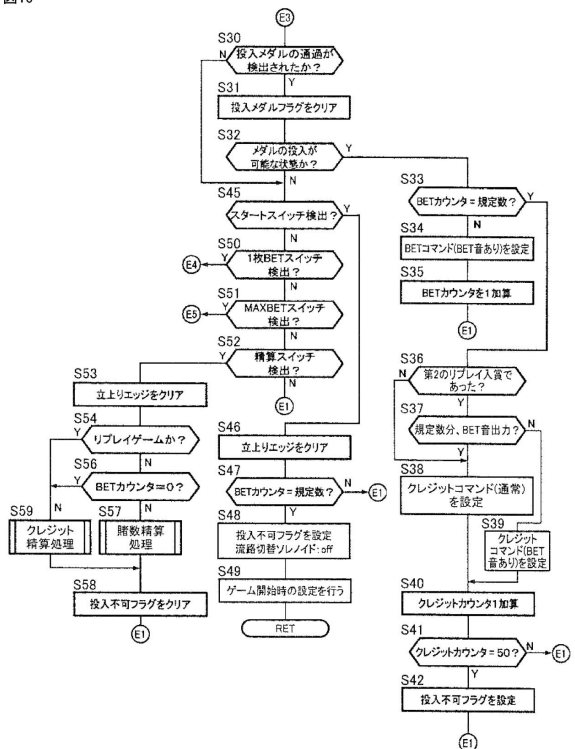 図10
E3
S30
N
投入メダルの通過が
検出されたか？
Y
S31
投入メダルフラグをクリア
S32
メダルの投入が
可能な状態か？
Y
N
S33
BETカウンタ＝規定数？
Y
N
S34
BETコマンド(BET音あり)を設定
S35
BETカウンタを1加算
E1
S45
スタートスイッチ検出？
Y
N
S50
Y
1枚BETスイッチ
検出？
E4
N
S51
Y
MAXBETスイッチ
検出？
E5
N
S52
Y
精算スイッチ
検出？
N
E1
S36
N
第2のリプレイ入賞で
あった？
Y
S37
規定数分、BET音出力？
N
Y
S38
クレジットコマンド(通常)
を設定
S39
クレジット
コマンド(BET
音あり)を設定
S40
クレジットカウンタ1加算
S41
クレジットカウンタ＝50？
N
E1
Y
S42
投入不可フラグを設定
E1
S53
立上りエッジをクリア
S54
Y
リプレイゲームか？
N
S56
Y
BETカウンタ＝0？
S59
N
クレジット
精算処理
S57
N
賭数精算
処理
S58
投入不可フラグをクリア
E1
S46
立上りエッジをクリア
S47
BETカウンタ＝規定数？
N
E1
Y
S48
投入不可フラグを設定
流路切替ソレノイド：off
S49
ゲーム開始時の設定を行う
RET